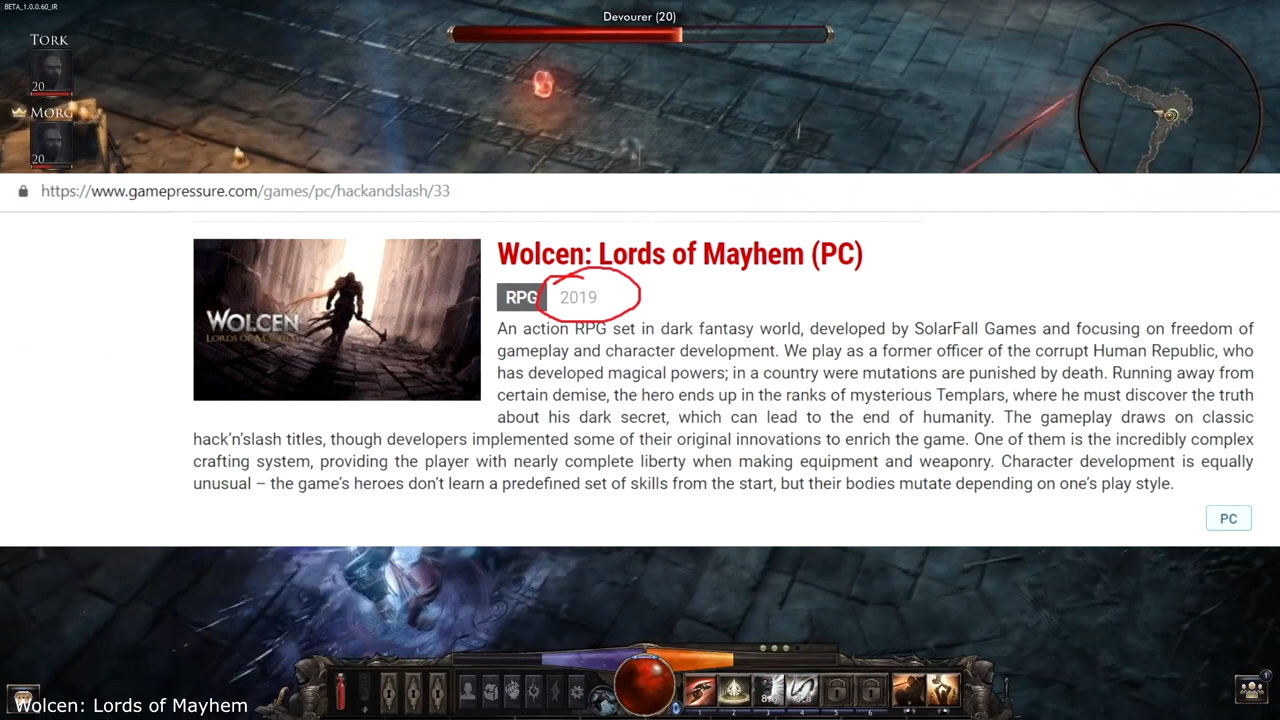 BETA_1.0.0.60_IR
Devourer (20)
TORK
20
MORG
20
https://www.gamepressure.com/games/pc/hackandslash/33
WOLCEN
LORDS OF MAYHEM
Wolcen: Lords of Mayhem (PC)
RPG 2019
An action RPG set in dark fantasy world, developed by SolarFall Games and focusing on freedom of
gameplay and character development. We play as a former officer of the corrupt Human Republic, who
has developed magical powers; in a country were mutations are punished by death. Running away from
certain demise, the hero ends up in the ranks of mysterious Templars, where he must discover the truth
about his dark secret, which can lead to the end of humanity. The gameplay draws on classic
hack'n'slash titles, though developers implemented some of their original innovations to enrich the game. One of them is the incredibly complex
crafting system, providing the player with nearly complete liberty when making equipment and weaponry. Character development is equally
unusual – the game's heroes don't learn a predefined set of skills from the start, but their bodies mutate depending on one's play style.
PC
1 2 3 4 5 6
Wolcen: Lords of Mayhem